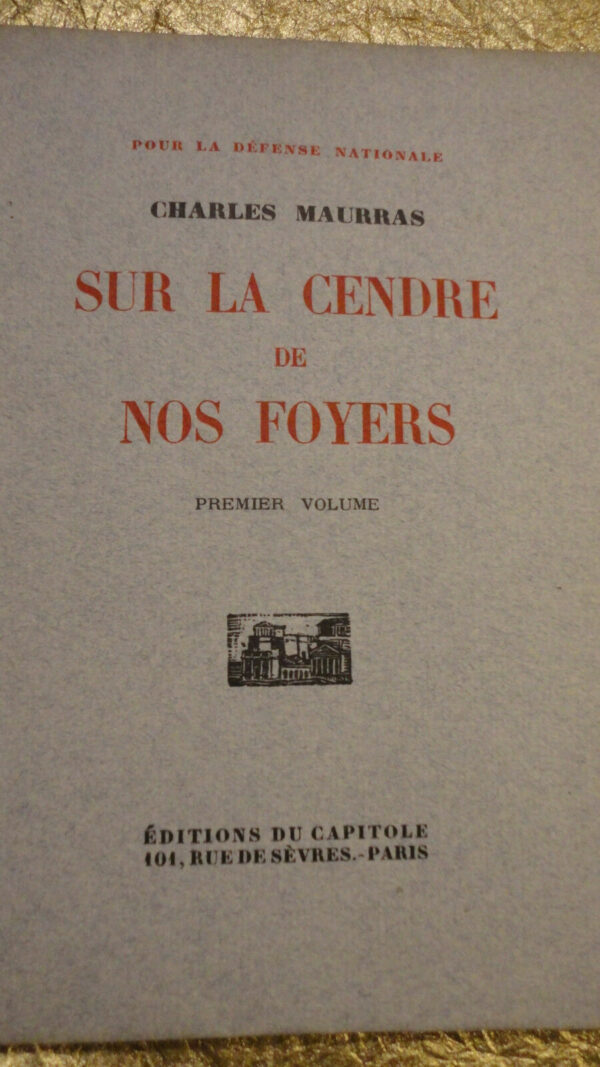 POUR LA DÉFENSE NATIONALE
CHARLES MAURRAS
SUR LA CENDRE
DE
NOS FOYERS
PREMIER VOLUME
ÉDITIONS DU CAPITOLE
101, RUE DE SÈVRES.-PARIS